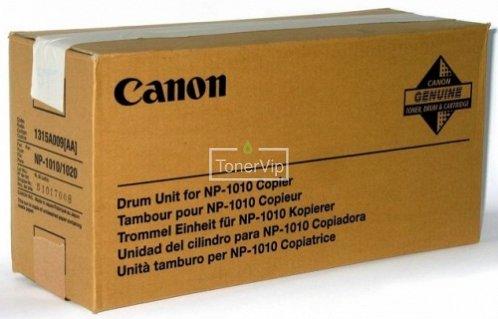 Canon
CANON
GENUINE
TONER, DRUM & CARTRIDGE
1315A009[AA]
NP-1010/1020
TonerVip
Drum Unit for NP-1010 Copier
Tambour pour NP-1010 Copieur
Trommel Einheit für NP-1010 Kopierer
Unidad del cilindro para NP-1010 Copiadora
Unità tamburo per NP-1010 Copiatrice